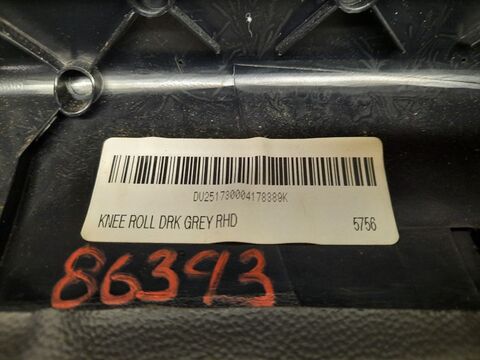 DU251730004178389K
KNEE ROLL DRK GREY RHD 5756
86393